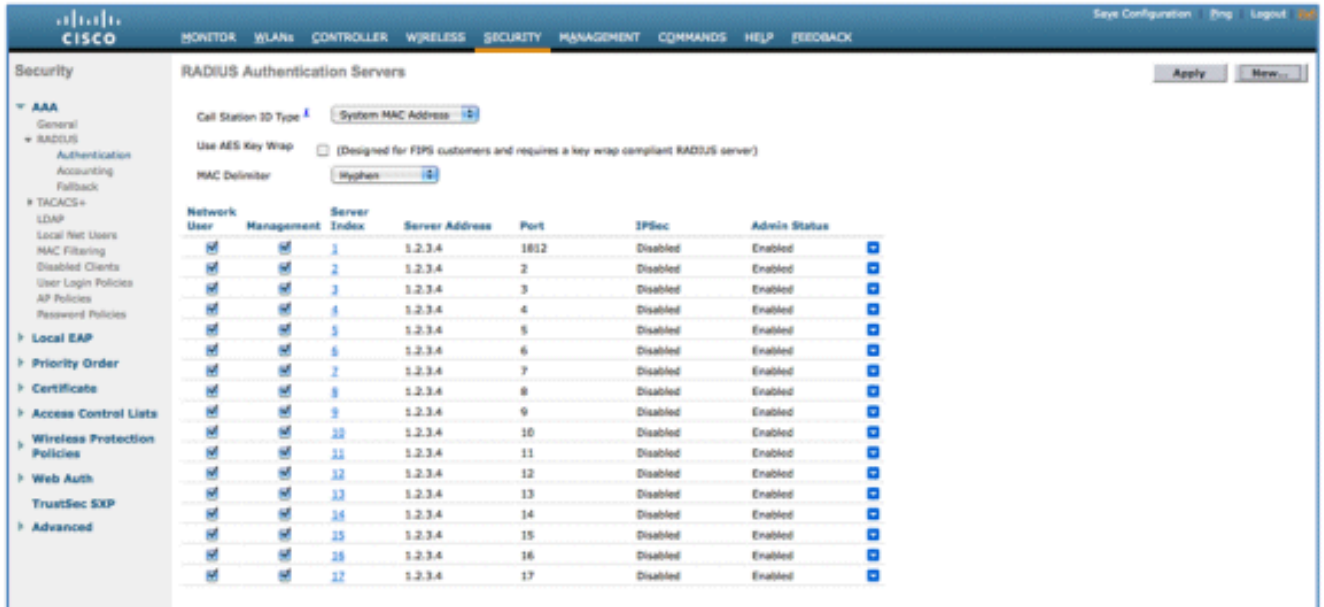 Save Configuration Ping Logout
CISCO
MONITOR WLANs CONTROLLER WIRELESS SECURITY MANAGEMENT COMMANDS HELP FEEDBACK
Security
AAA
General
RADIUS
Authentication
Accounting
Fallback
TACACS+
LDAP
Local Net Users
MAC Filtering
Disabled Clients
User Login Policies
AP Policies
Password Policies
Local EAP
Priority Order
Certificate
Access Control Lists
Wireless Protection
Policies
Web Auth
TrustSec SXP
Advanced
RADIUS Authentication Servers
Apply New...
Call Station ID Type System MAC Address
Use AES Key Wrap (Designed for FIPS customers and requires a key wrap compliant RADIUS server)
MAC Delimiter Hyphen
Network User Management Server Index Server Address Port IPSec Admin Status
1 1.2.3.4 1812 Disabled Enabled
2 1.2.3.4 2 Disabled Enabled
3 1.2.3.4 3 Disabled Enabled
4 1.2.3.4 4 Disabled Enabled
5 1.2.3.4 5 Disabled Enabled
6 1.2.3.4 6 Disabled Enabled
7 1.2.3.4 7 Disabled Enabled
8 1.2.3.4 8 Disabled Enabled
9 1.2.3.4 9 Disabled Enabled
10 1.2.3.4 10 Disabled Enabled
11 1.2.3.4 11 Disabled Enabled
12 1.2.3.4 12 Disabled Enabled
13 1.2.3.4 13 Disabled Enabled
14 1.2.3.4 14 Disabled Enabled
15 1.2.3.4 15 Disabled Enabled
16 1.2.3.4 16 Disabled Enabled
17 1.2.3.4 17 Disabled Enabled